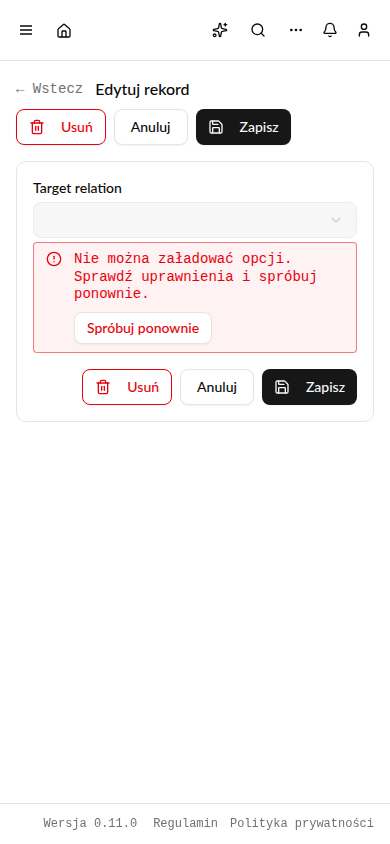 ← Wstecz Edytuj rekord
Usuń Anuluj Zapisz
Target relation
Nie można załadować opcji.
Sprawdź uprawnienia i spróbuj
ponownie.
Spróbuj ponownie
Usuń Anuluj Zapisz
Wersja 0.11.0 Regulamin Polityka prywatności